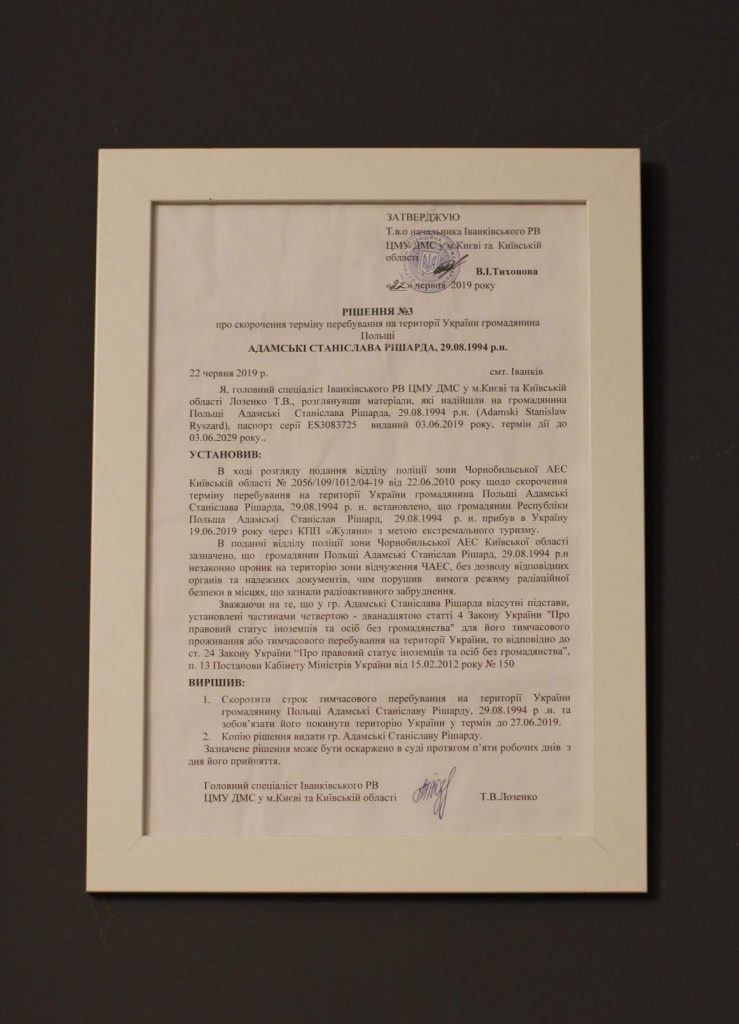 ЗАТВЕРДЖУЮ
Т.в.о начальника Іванківського РВ
ЦМУ ДМС у м.Києві та Київській
області
В.І.Тихонова
«22» червня 2019 року
РІШЕННЯ №3
про скорочення терміну перебування на території України громадянина
Польщі
АДАМСЬКІ СТАНІСЛАВА РІШАРДА, 29.08.1994 р.н.
22 червня 2019 р. смт. Іванків
Я, головний спеціаліст Іванківського РВ ЦМУ ДМС у м.Києві та Київській
області Лозенко Т.В., розглянувши матеріали, які надійшли на громадянина
Польщі Адамські Станіслава Рішарда, 29.08.1994 р.н. (Adamski Stanislaw
Ryszard), паспорт серії ES3083725 виданий 03.06.2019 року, термін дії до
03.06.2029 року.,
УСТАНОВИВ:
В ході розгляду подання відділу поліції зони Чорнобильської АЕС
Київської області № 2056/109/1012/04-19 від 22.06.2010 року щодо скорочення
терміну перебування на території України громадянина Польщі Адамські
Станіслава Рішарда, 29.08.1994 р. н. встановлено, що громадянин Республіки
Польща Адамські Станіслав Рішард, 29.08.1994 р. н. прибув в Україну
19.06.2019 року через КПП «Жуляни» з метою екстремального туризму.
В поданні відділу поліції зони Чорнобильської АЕС Київської області
зазначено, що громадянин Польщі Адамські Станіслав Рішард, 29.08.1994 р.н
незаконно проник на територію зони відчуження ЧАЕС, без дозволу відповідних
органів та належних документів, чим порушив вимоги режиму радіаційної
безпеки в місцях, що зазнали радіоактивного забруднення.
Зважаючи на те, що у гр. Адамські Станіслава Рішарда відсутні підстави,
установлені частинами четвертою - дванадцятою статті 4 Закону України "Про
правовий статус іноземців та осіб без громадянства" для його тимчасового
проживання або тимчасового перебування на території України, то відповідно до
ст. 24 Закону України “Про правовий статус іноземців та осіб без громадянства”,
п. 13 Постанови Кабінету Міністрів України від 15.02.2012 року № 150
ВИРІШИВ:
1. Скоротити строк тимчасового перебування на території України
громадянину Польщі Адамські Станіславу Рішарду, 29.08.1994 р .н. та
зобов’язати його покинути територію України у термін до 27.06.2019.
2. Копію рішення видати гр. Адамські Станіславу Рішарду.
Зазначене рішення може бути оскаржено в суді протягом п’яти робочих днів з
дня його прийняття.
Головний спеціаліст Іванківського РВ
ЦМУ ДМС у м.Києві та Київській області Т.В.Лозенко